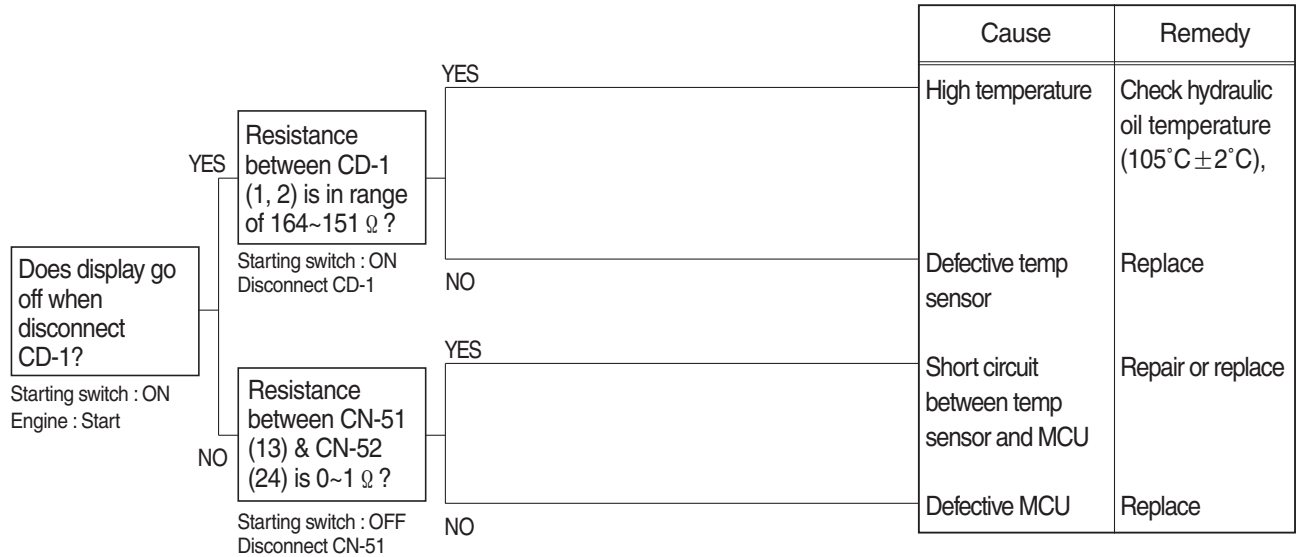 Does display go
off when
disconnect
CD-1?
Starting switch : ON
Engine : Start
YES
Resistance
between CD-1
(1, 2) is in range
of 164~151 Ω ?
Starting switch : ON
Disconnect CD-1
YES
NO
NO
Resistance
between CN-51
(13) & CN-52
(24) is 0~1 Ω ?
Starting switch : OFF
Disconnect CN-51
YES
NO
Cause
Remedy
High temperature
Check hydraulic
oil temperature
(105˚C±2˚C),
Defective temp
sensor
Replace
Short circuit
between temp
sensor and MCU
Repair or replace
Defective MCU
Replace